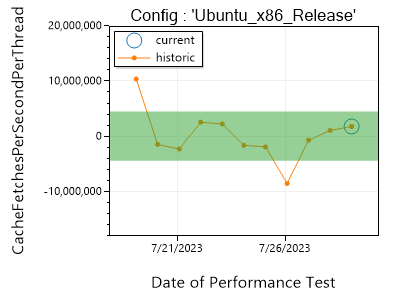 Config : 'Ubuntu_x86_Release'
20,000,000
current
historic
10,000,000
0
-10,000,000
CacheFetchesPerSecondPerThread
7/21/2023
7/26/2023
Date of Performance Test